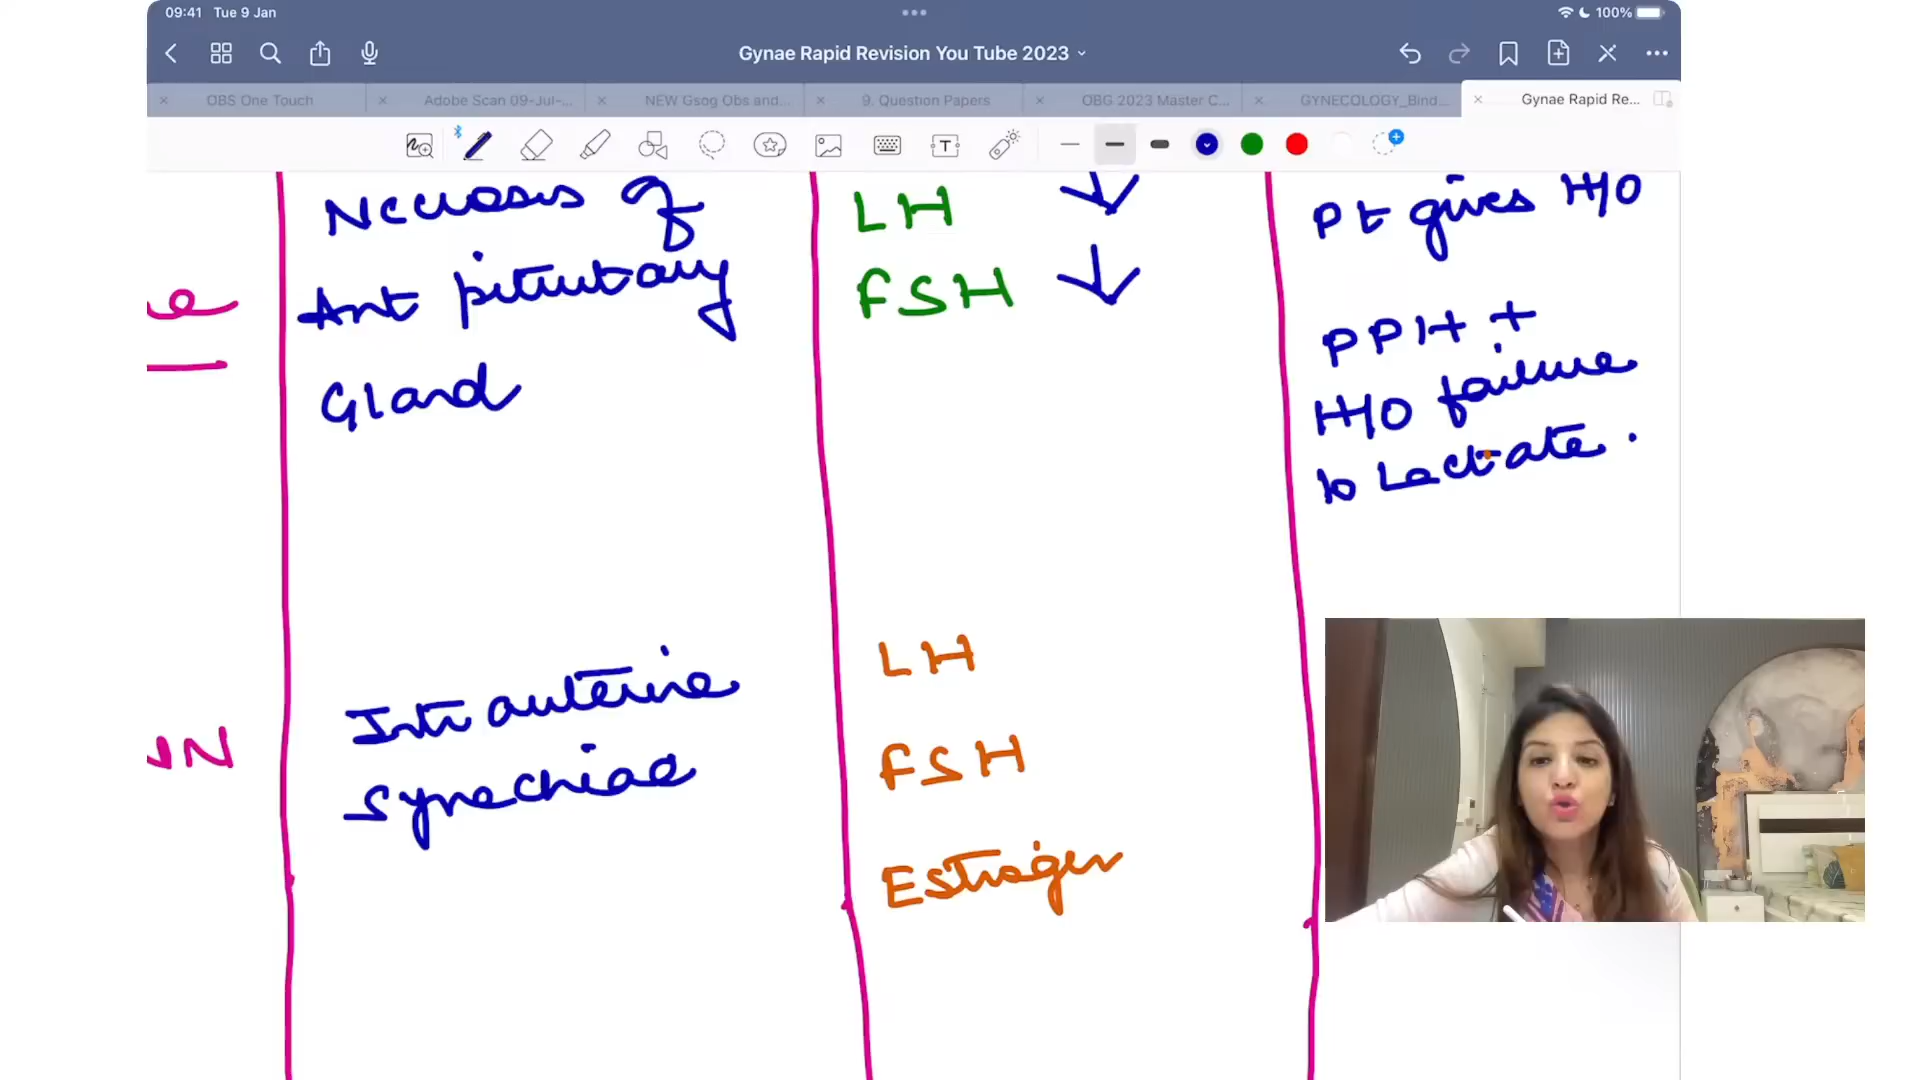 09:41 Tue 9 Jan
100%
Gynae Rapid Revision You Tube 2023
OBS One Touch
Adobe Scan 09-Jul-...
NEW Gsog Obs and...
9. Question Papers
OBG 2023 Master C...
GYNECOLOGY_Bind...
Gynae Rapid Re...
Necrosis of
Ant pitutary
Gland
LH ↓
FSH ↓
Pt gives H/O
PPH +
H/O failure
to Lactate.
Intrauterine
Synechiae
LH
FSH
Estrogen